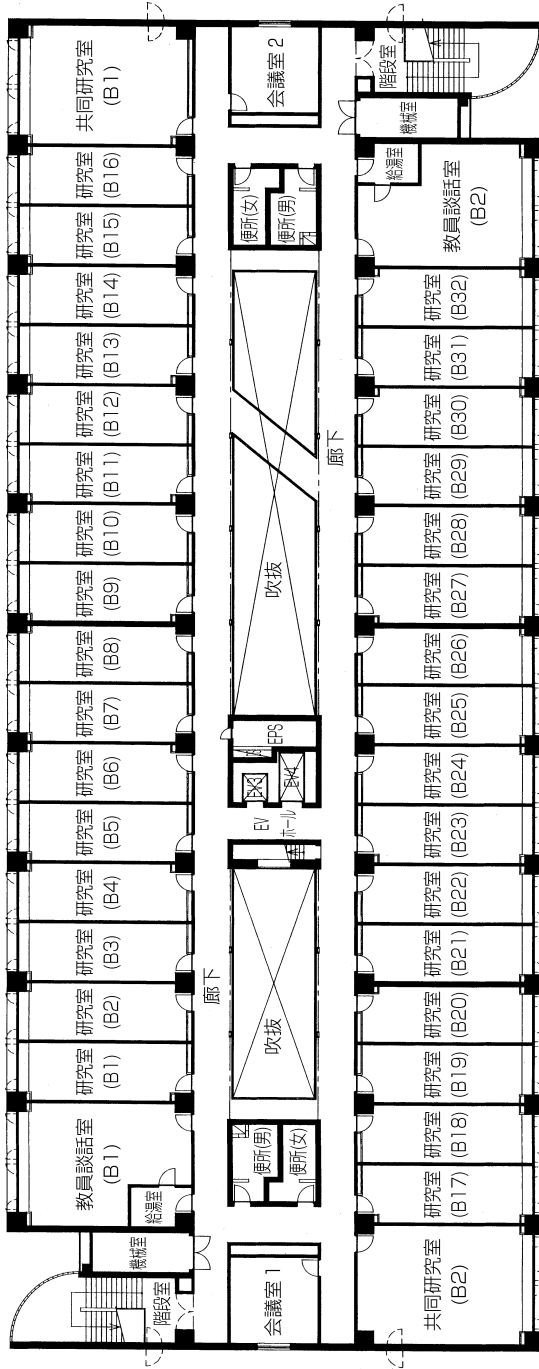 共同研究室
(B1)
研究室
(B16)
研究室
(B15)
研究室
(B14)
研究室
(B13)
研究室
(B12)
研究室
(B11)
研究室
(B10)
研究室
(B9)
研究室
(B8)
研究室
(B7)
研究室
(B6)
研究室
(B5)
研究室
(B4)
研究室
(B3)
研究室
(B2)
研究室
(B1)
教員談話室
(B1)
給湯室
機械室
階段室
会議室 2
便所(女)
便所(男)
廊下
吹抜
EPS
EV3
EV4
EV
ホール
廊下
吹抜
便所(男)
便所(女)
会議室 1
階段室
機械室
給湯室
教員談話室
(B2)
研究室
(B32)
研究室
(B31)
研究室
(B30)
研究室
(B29)
研究室
(B28)
研究室
(B27)
研究室
(B26)
研究室
(B25)
研究室
(B24)
研究室
(B23)
研究室
(B22)
研究室
(B21)
研究室
(B20)
研究室
(B19)
研究室
(B18)
研究室
(B17)
共同研究室
(B2)